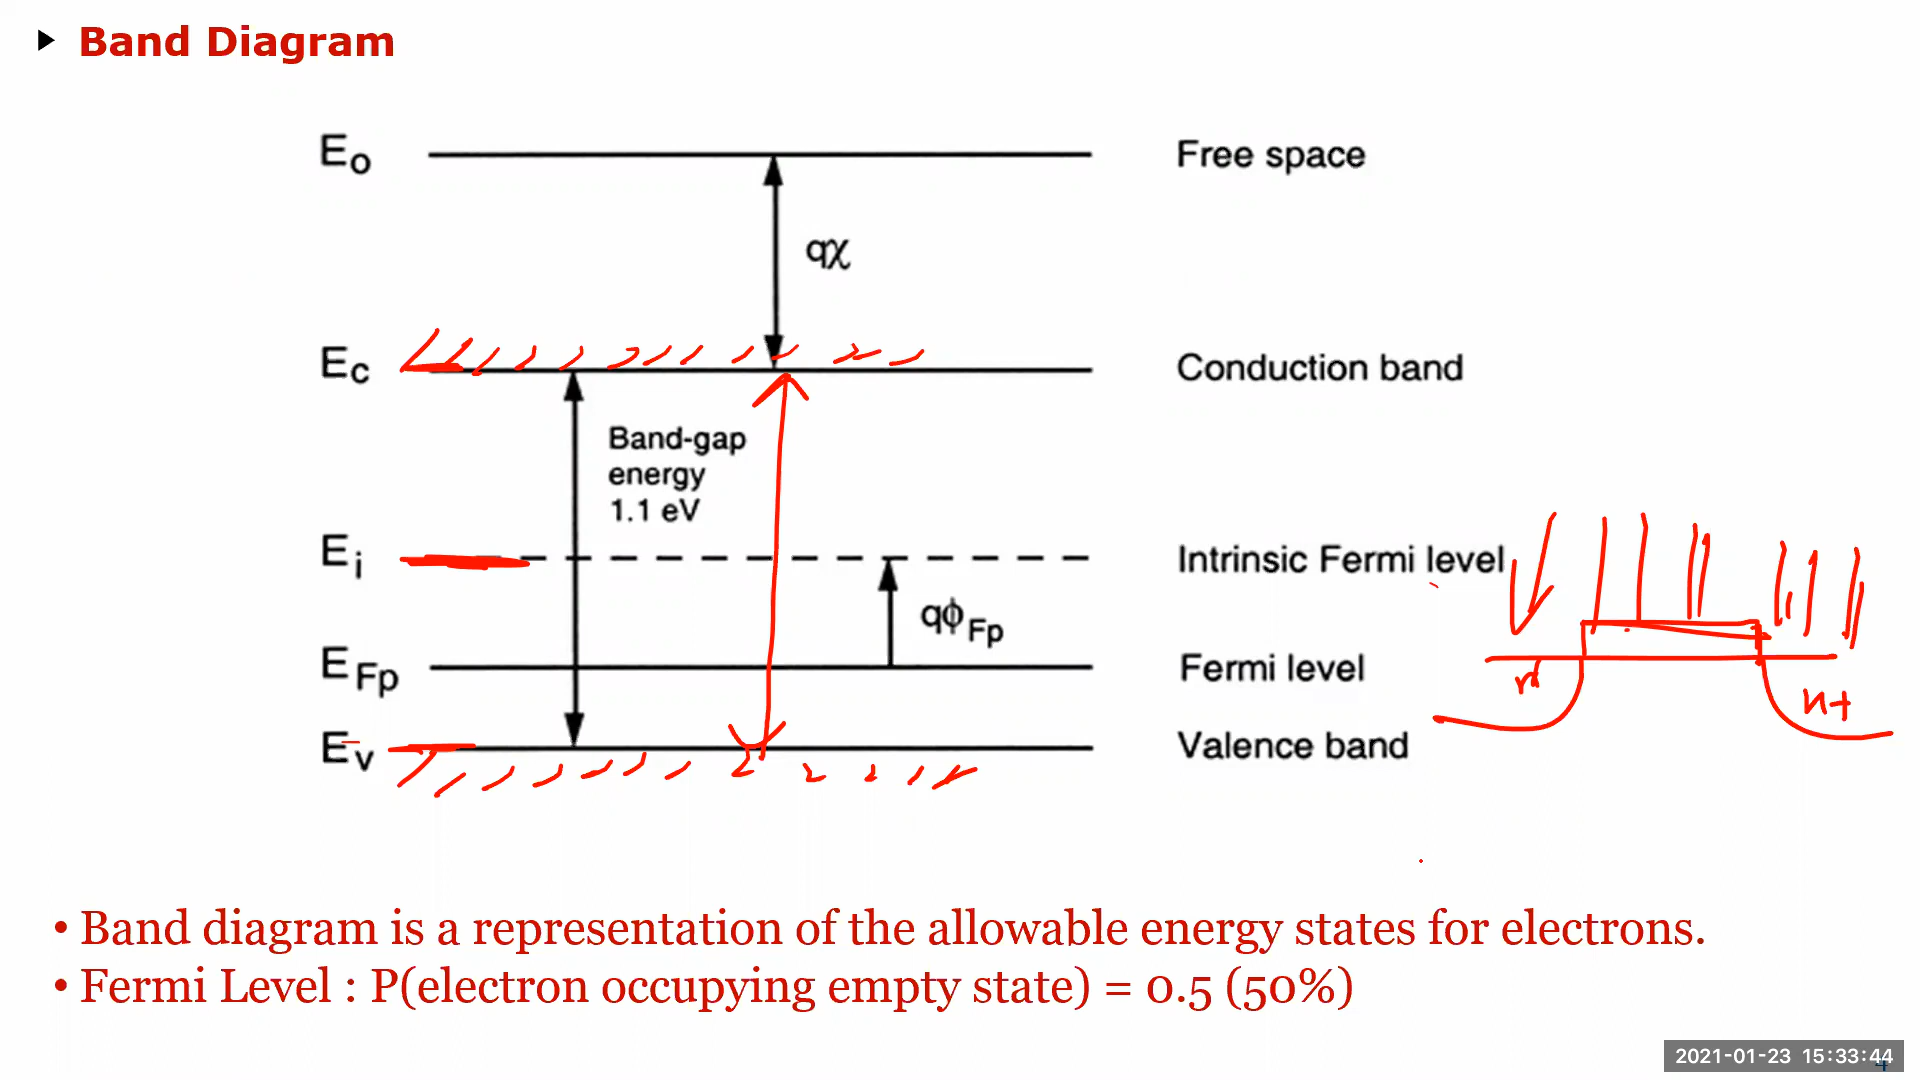 Band Diagram
Eo Free space
qχ
Ec Conduction band
Band-gap
energy
1.1 eV
Ei Intrinsic Fermi level
qϕFp
EFp Fermi level
n n+
Ev Valence band
• Band diagram is a representation of the allowable energy states for electrons.
• Fermi Level : P(electron occupying empty state) = 0.5 (50%)
2021-01-23 15:33:44
4